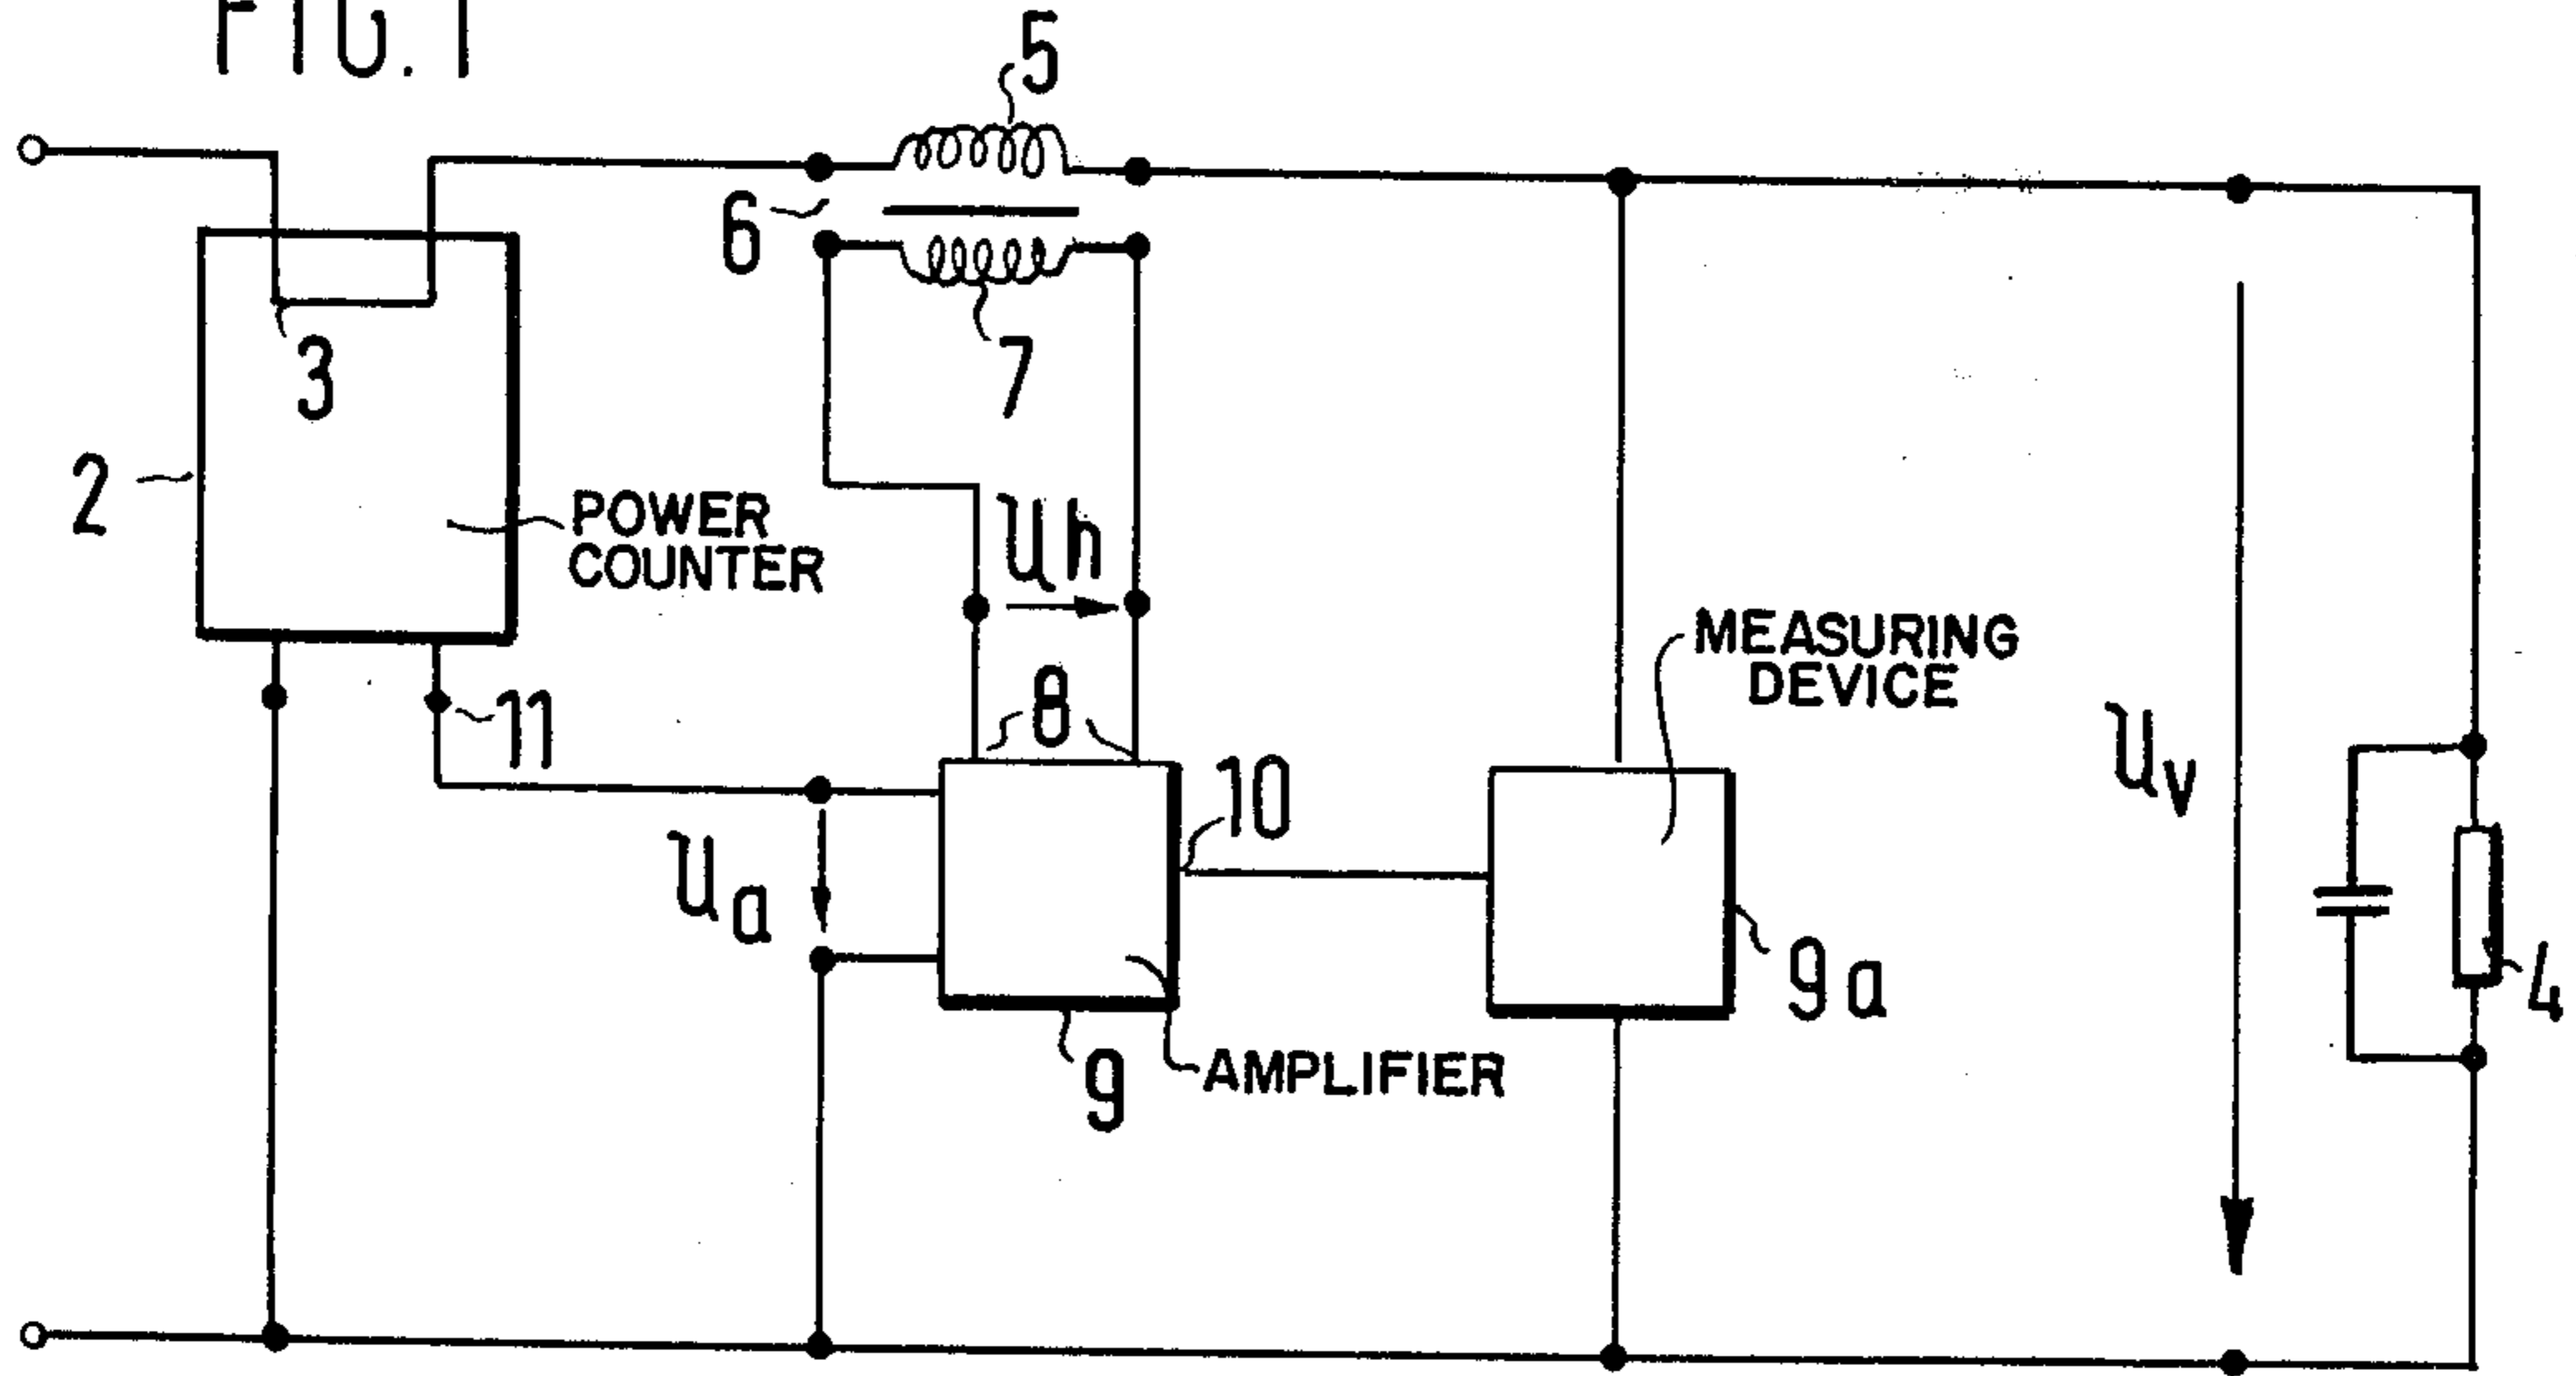 FIG. 1
5
6
3
7
2
POWER
COUNTER
Uh
MEASURING
DEVICE
8
11
10
Uv
Ua
9a
4
9
AMPLIFIER